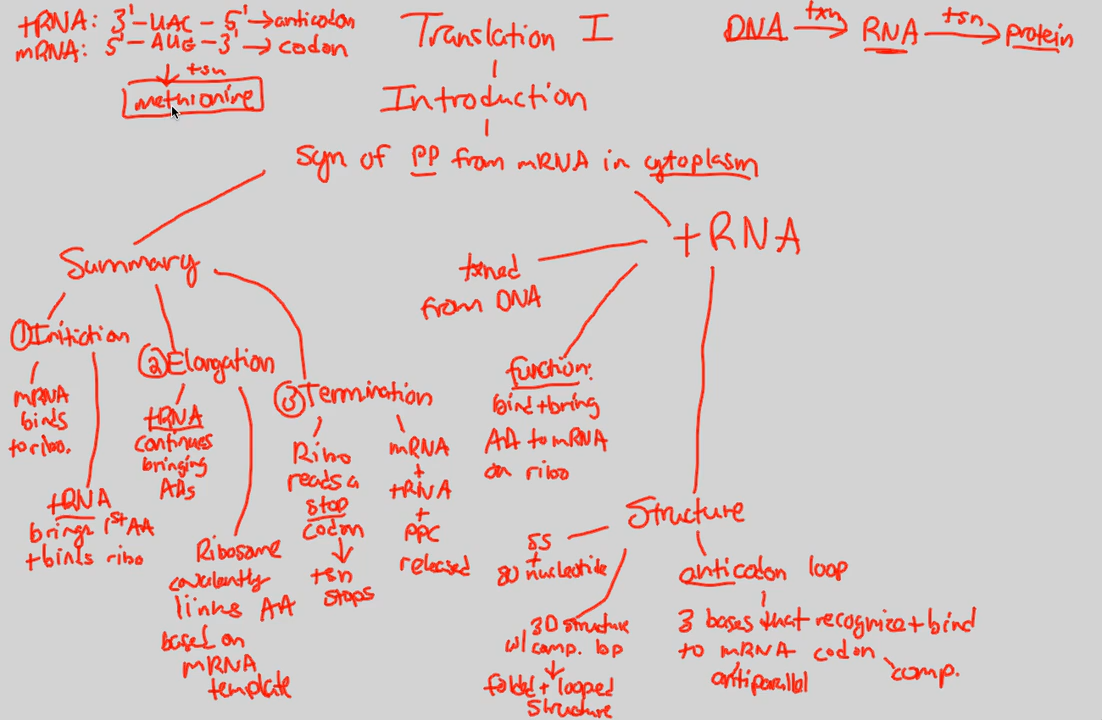 tRNA: 3'-UAC-5' → anticodon
mRNA: 5'-AUG-3' → codon
↓ tsn
methionine
Translation I
DNA txn→ RNA tsn→ protein
Introduction
Syn of PP from mRNA in cytoplasm
Summary
① Initiation
mRNA
binds
to ribo.
tRNA
brings 1st AA
+ binds ribo
② Elongation
tRNA
continues
bringing
AAs
Ribosome
covalently
links AA
based on
mRNA
template
③ Termination
Ribo
reads a
stop
codon
↓
tsn
stops
mRNA
+
tRNA
+
PPC
released
tRNA
txned
from DNA
function:
bind + bring
AA to mRNA
on ribo
Structure
SS
+
80 nucleotide
3D structure
w/ comp. bp
↓
folded + looped
structure
anticodon loop
3 bases that recognize + bind
to mRNA codon
antiparallel
comp.